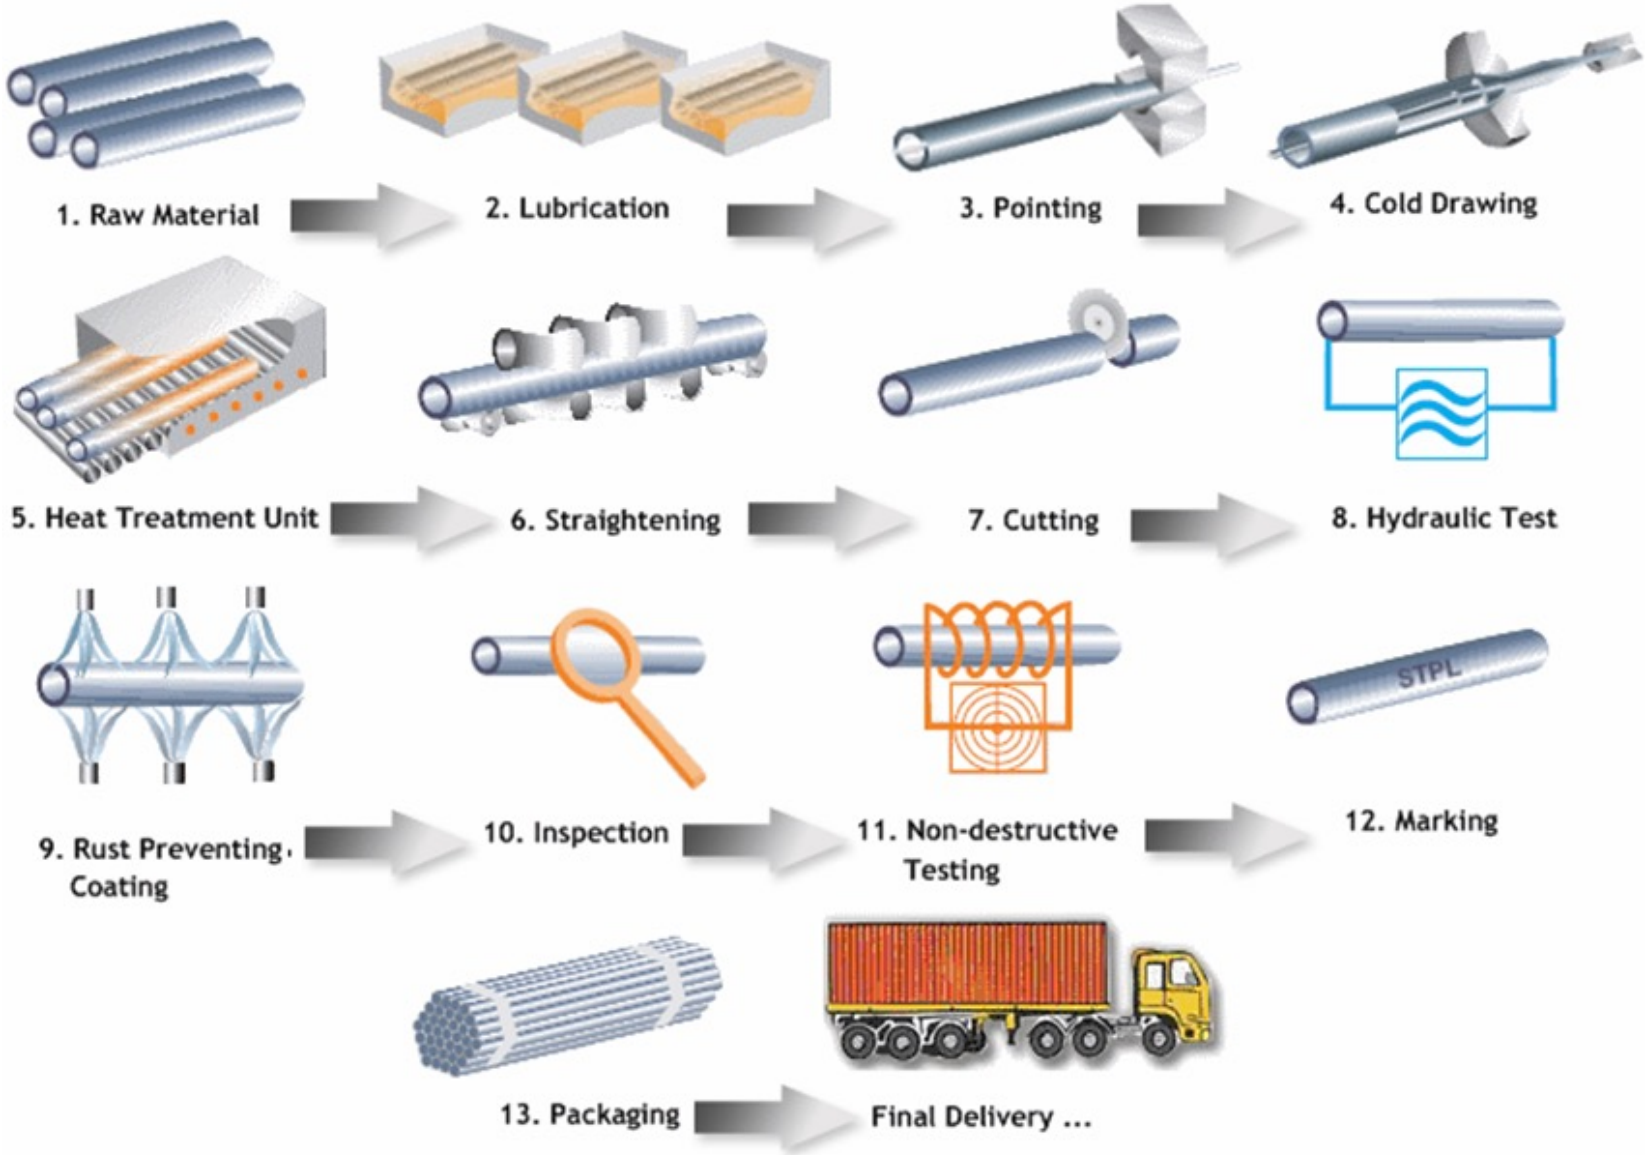 1. Raw Material
2. Lubrication
3. Pointing
4. Cold Drawing
5. Heat Treatment Unit
6. Straightening
7. Cutting
8. Hydraulic Test
9. Rust Preventing.
Coating
10. Inspection
11. Non-destructive
Testing
STPL
12. Marking
13. Packaging
Final Delivery ...